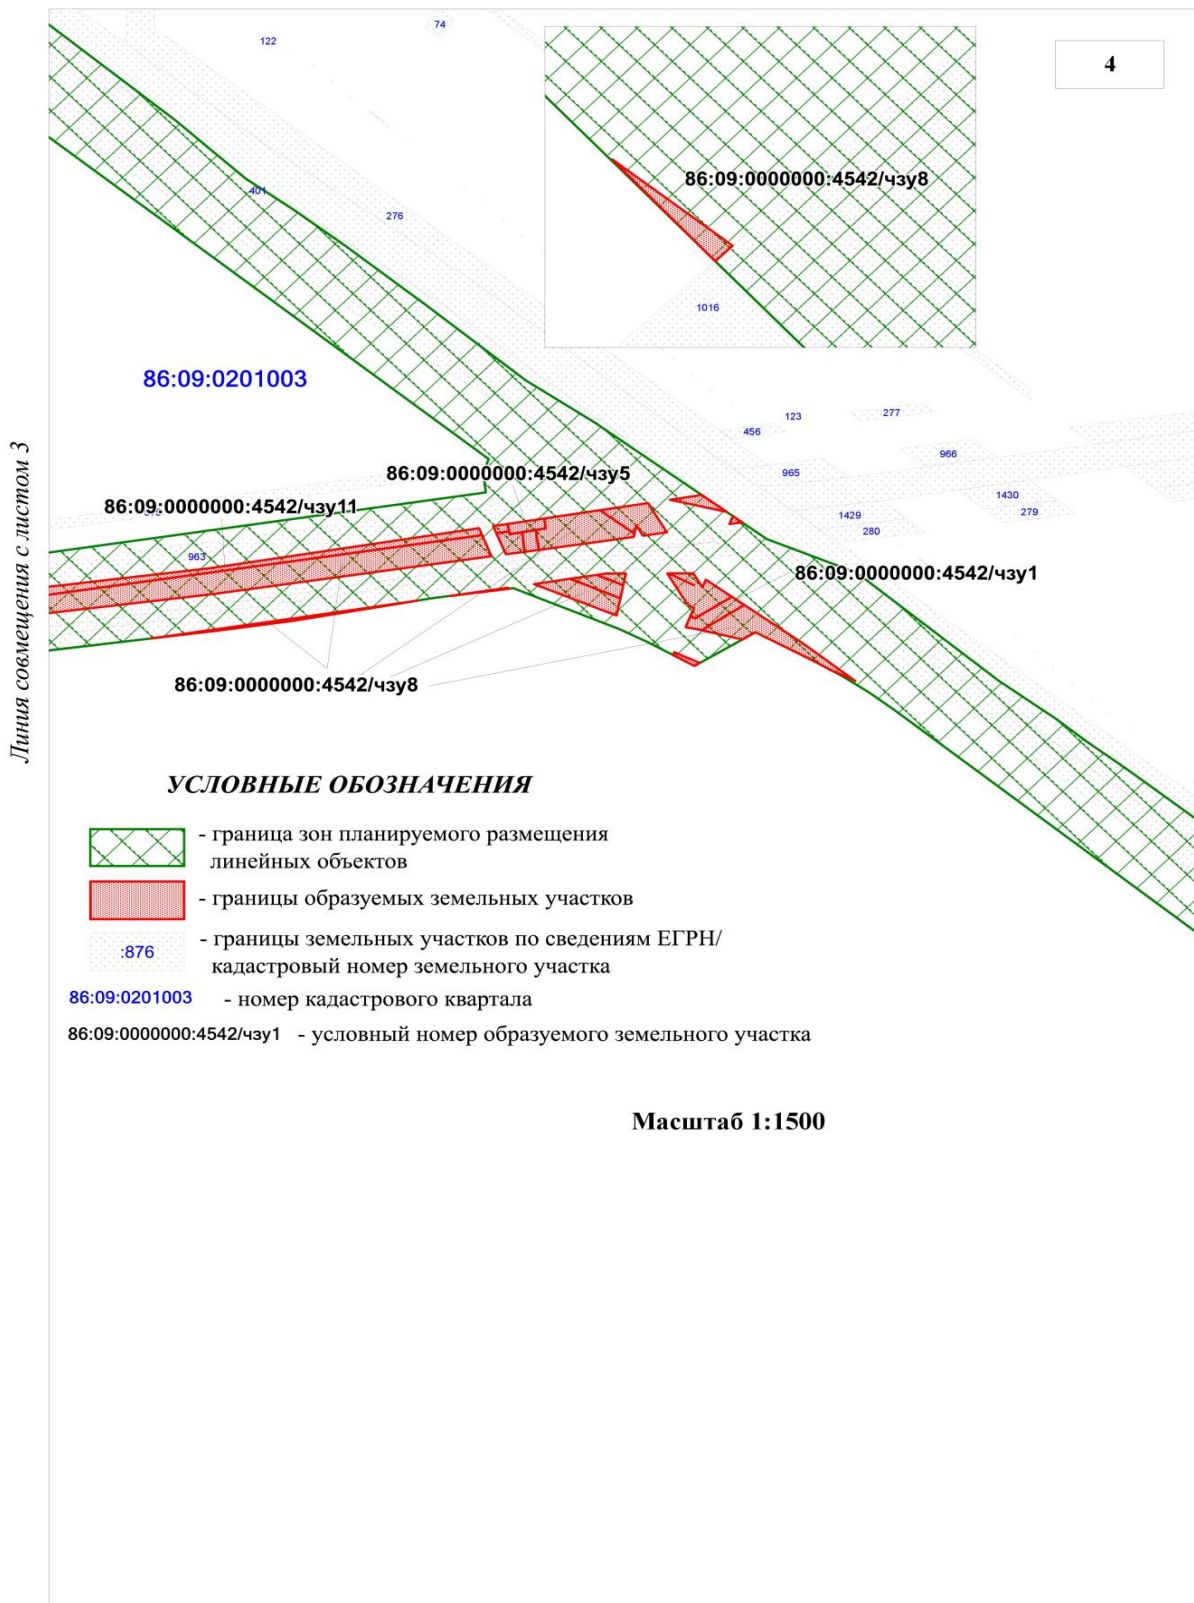 74
122
4
86:09:0000000:4542/чзу8
401
276
1016
86:09:0201003
123
277
456
966
Линия совмещения с листом 3
86:09:0000000:4542/чзу5
965
86:09:0000000:4542/чзу11
1430
279
1429
280
963
86:09:0000000:4542/чзу1
86:09:0000000:4542/чзу8
УСЛОВНЫЕ ОБОЗНАЧЕНИЯ
- граница зон планируемого размещения
линейных объектов
- границы образуемых земельных участков
:876
- границы земельных участков по сведениям ЕГРН/
кадастровый номер земельного участка
86:09:0201003 - номер кадастрового квартала
86:09:0000000:4542/чзу1 - условный номер образуемого земельного участка
Масштаб 1:1500